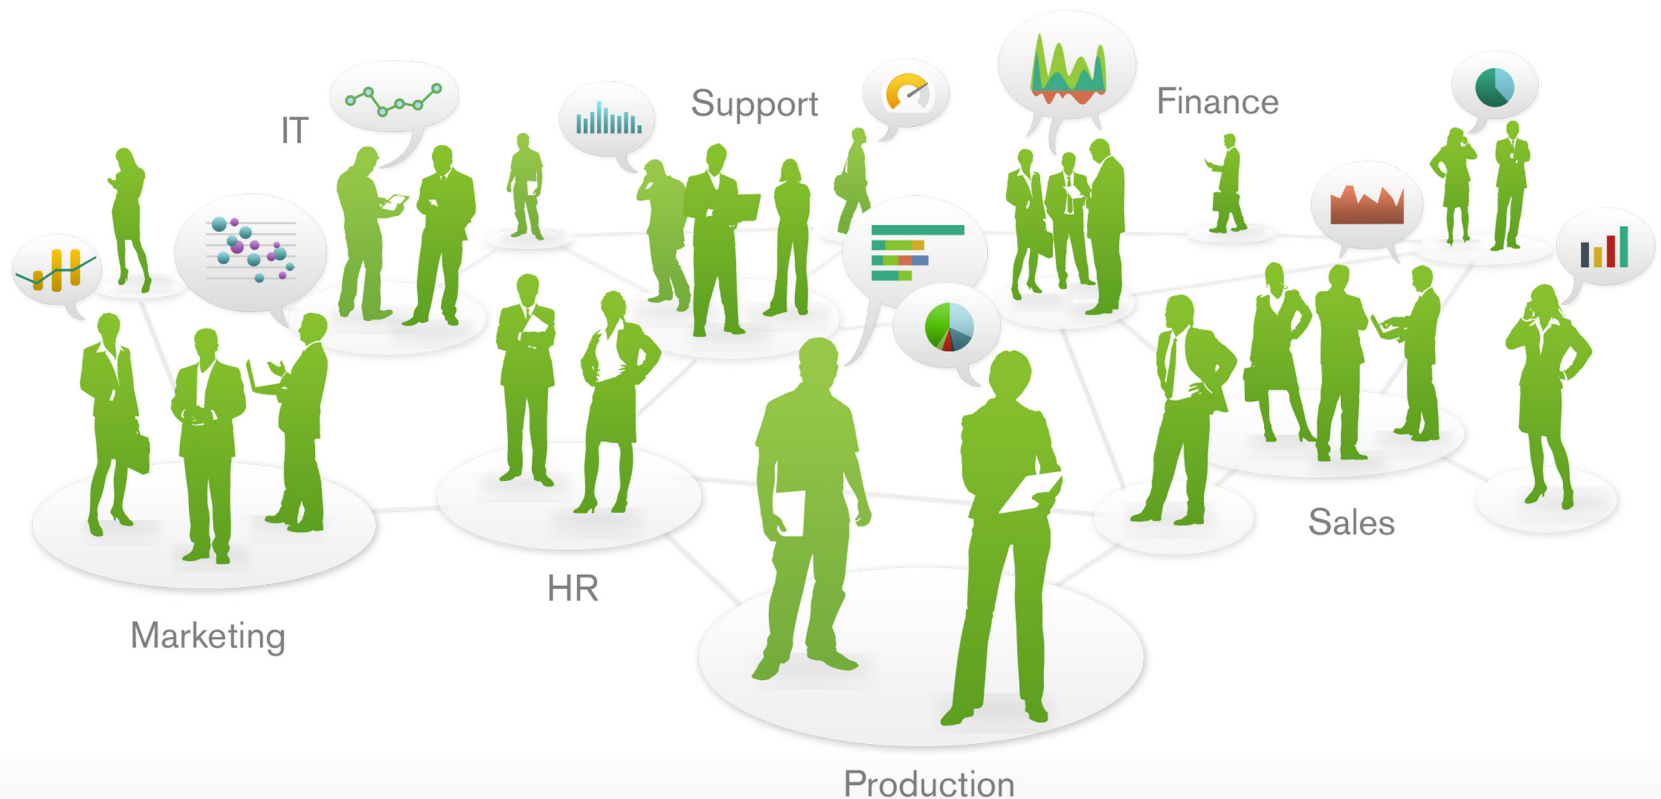 IT
Support
Finance
Sales
HR
Marketing
Production